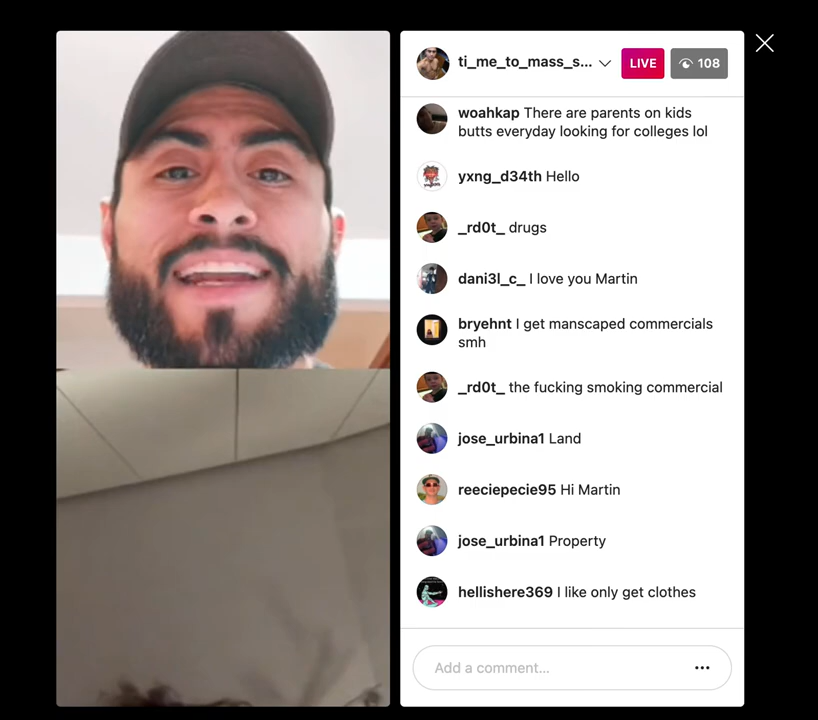 ti_me_to_mass_s...
LIVE
108
woahkap There are parents on kids
butts everyday looking for colleges lol
yxng_d34th Hello
_rd0t_ drugs
dani3l_c_ I love you Martin
bryehnt I get manscaped commercials
smh
_rd0t_ the fucking smoking commercial
jose_urbina1 Land
reeciepecie95 Hi Martin
jose_urbina1 Property
hellishere369 I like only get clothes
Add a comment...